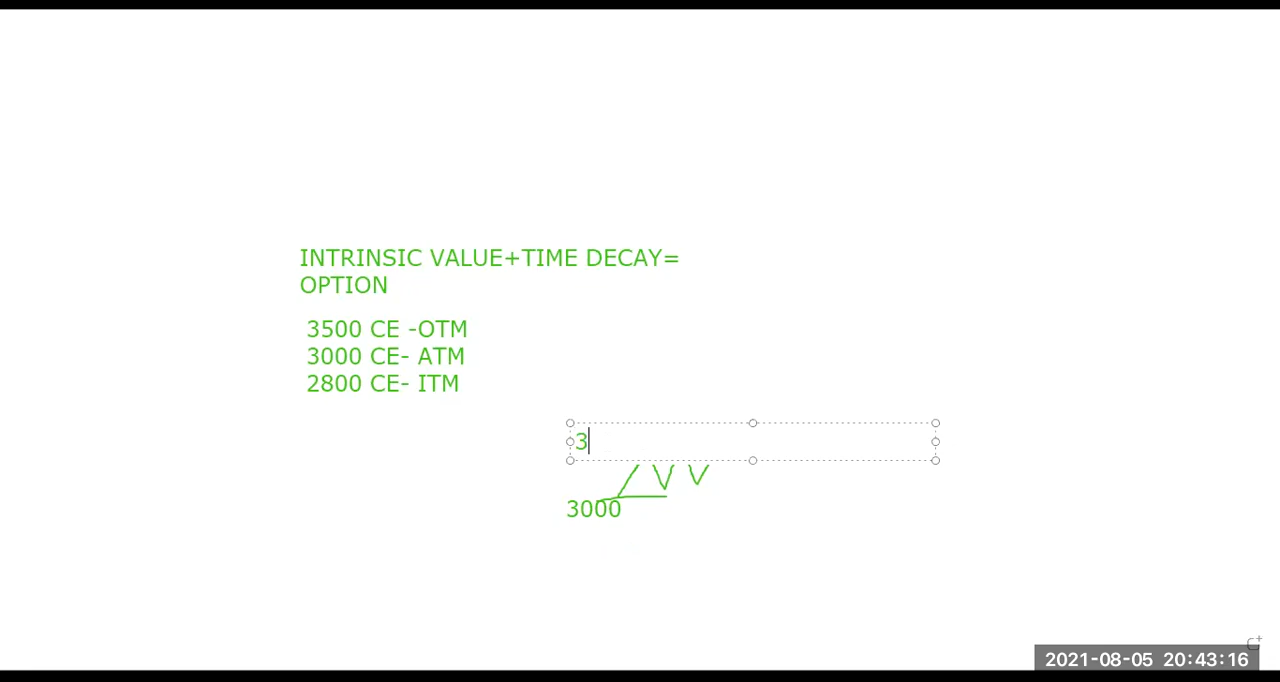 INTRINSIC VALUE+TIME DECAY=
OPTION
3500 CE -OTM
3000 CE- ATM
2800 CE- ITM
3
3000
2021-08-05 20:43:16